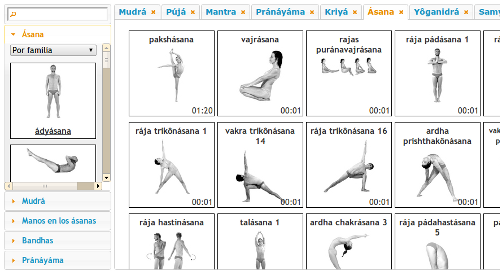 Mudrá
Pújá
Mantra
Pránáyáma
Kriyá
Ásana
Yôganidrá
Ásana
Por familia
ádyásana
Mudrá
Manos en los ásanas
Bandhas
Pránáyáma
pakshásana
01:20
vajrásana
00:01
rajas
puránavajrásana
00:01
rája pádásana 1
00:01
rája trikônásana 1
00:01
vakra trikônásana
14
00:01
rája trikônásana 16
00:01
ardha
prishthakônásana
00:01
rája hastinásana
talásana 1
ardha chakrásana 3
rája pádahastásana
5